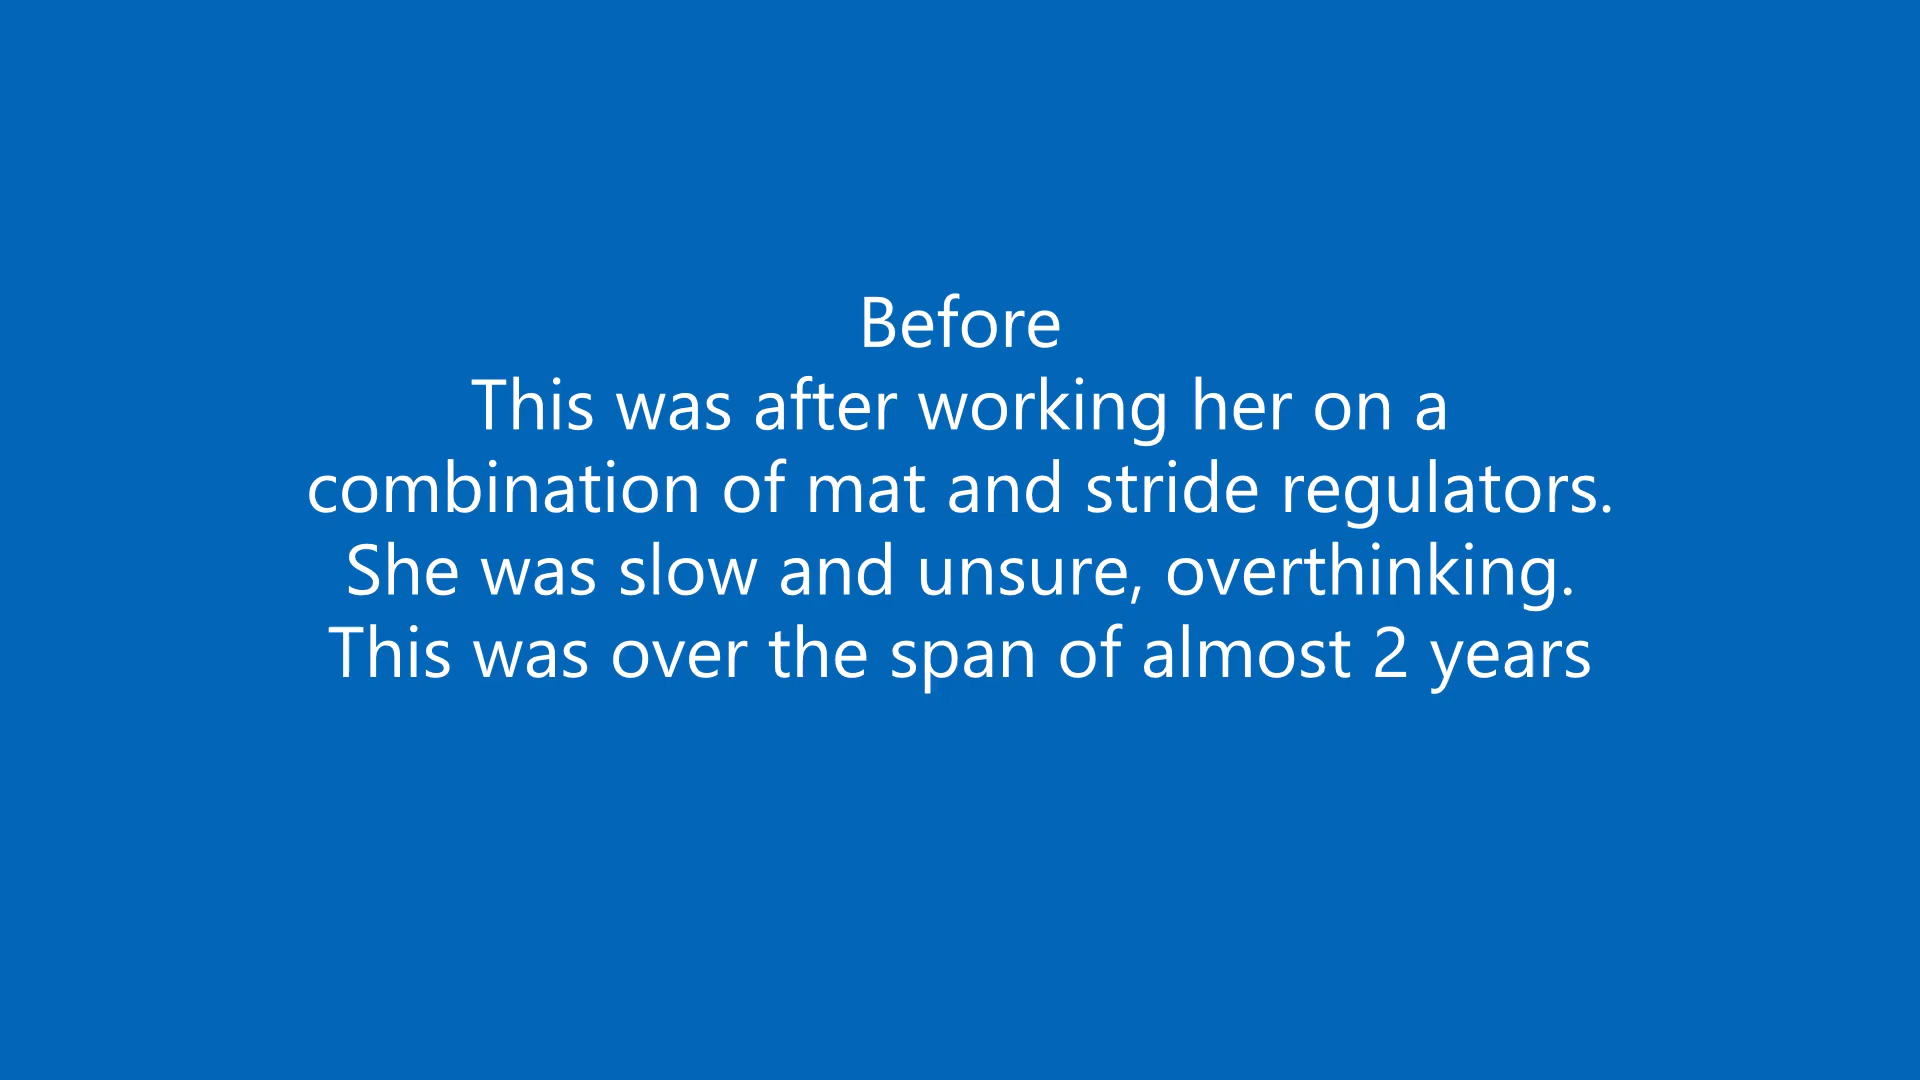 Before
This was after working her on a
combination of mat and stride regulators.
She was slow and unsure, overthinking.
This was over the span of almost 2 years